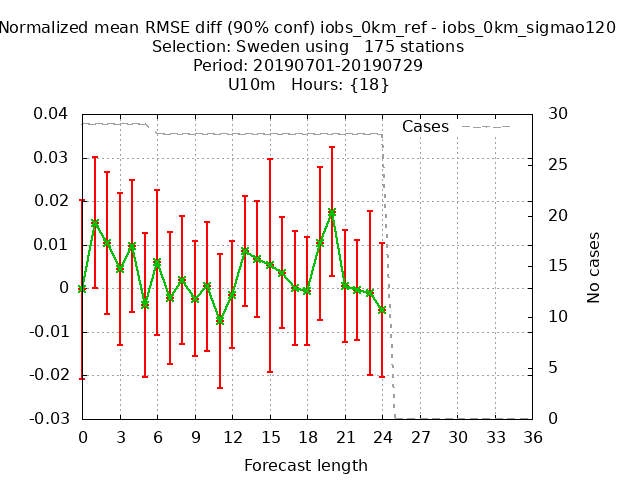 Normalized mean RMSE diff (90% conf) iobs_0km_ref - iobs_0km_sigmao120
Selection: Sweden using   175 stations
Period: 20190701-20190729
U10m   Hours: {18}
Cases
0.04
0.03
0.02
0.01
0
-0.01
-0.02
-0.03
30
25
20
15
10
5
0
No cases
0 3 6 9 12 15 18 21 24 27 30 33 36
Forecast length